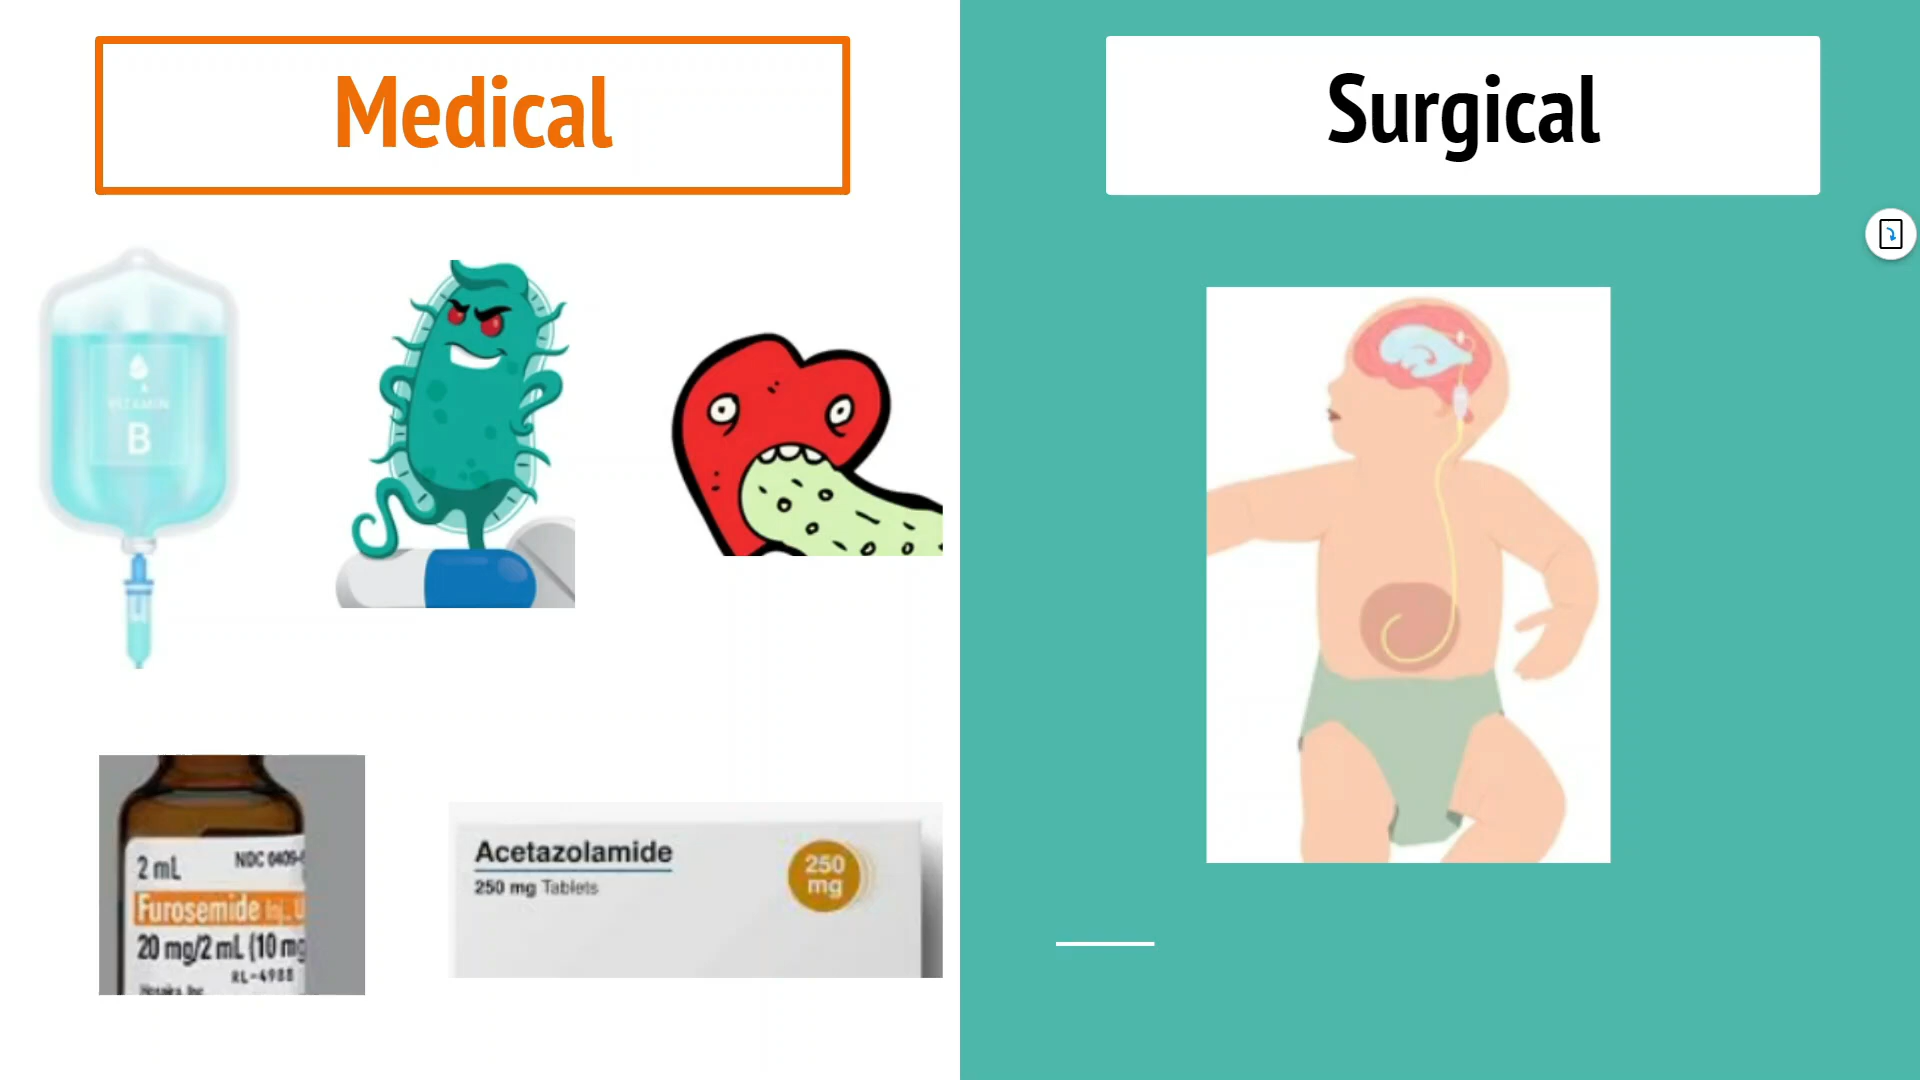 Medical
Surgical
VITAMIN
B
2 mL
NDC 0409-
Furosemide Inj., U
20 mg/2 mL (10 mg
RL-4988
Acetazolamide
250 mg Tablets
250
mg